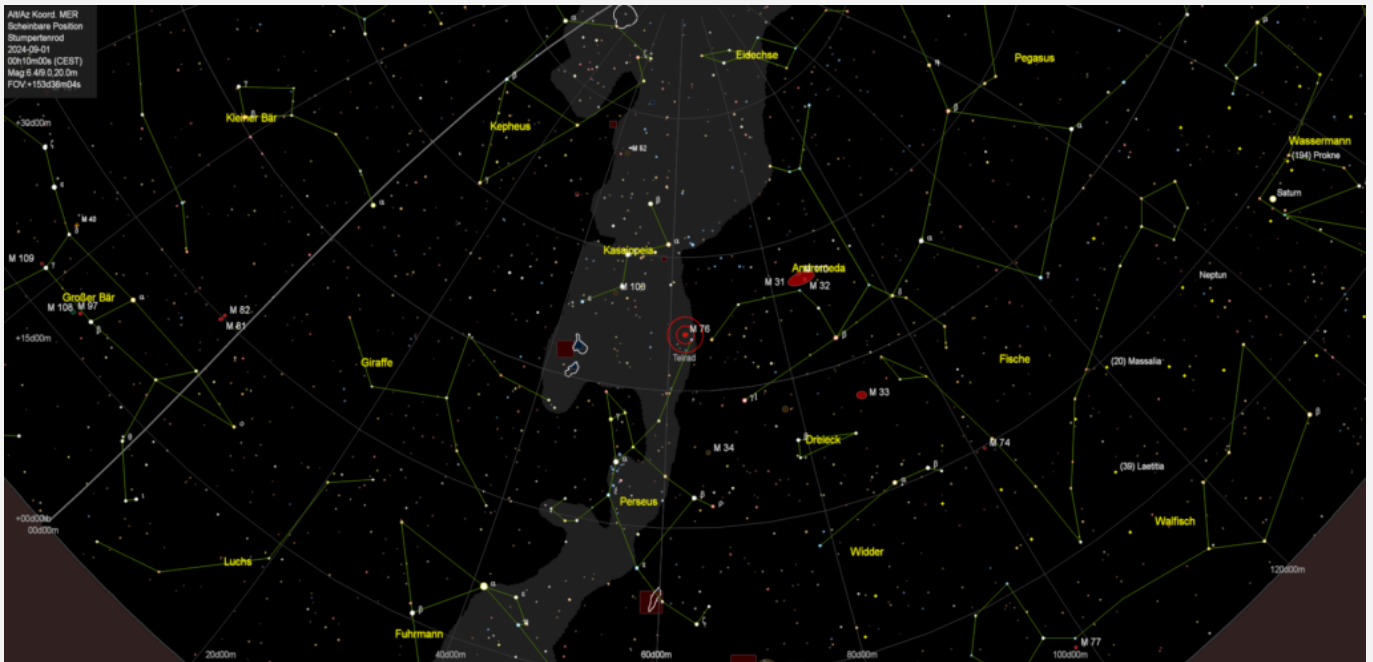 Alt/Az Koord. MER
Scheinbare Position
Stumpertenrod
2024-09-01
00h10m00s (CEST)
Mag:6.4/9.0,20.0m
FOV:+153d36m04s
Eidechse
Pegasus
Kleiner Bär
+30d00m
Kepheus
Wassermann
(194) Prokne
M 52
Saturn
M 40
Kassiopeia
M 109
Andromeda
Neptun
M 31
M 32
M 103
Großer Bär
M 108
M 97
M 82
M 81
M 76
+15d00m
Telrad
Giraffe
Fische
(20) Massalia
M 33
Dreieck
M 74
M 34
(39) Laetitia
Perseus
+00d00m
00d00m
Walfisch
Widder
Luchs
120d00m
Fuhrmann
M 77
20d00m
40d00m
60d00m
80d00m
100d00m